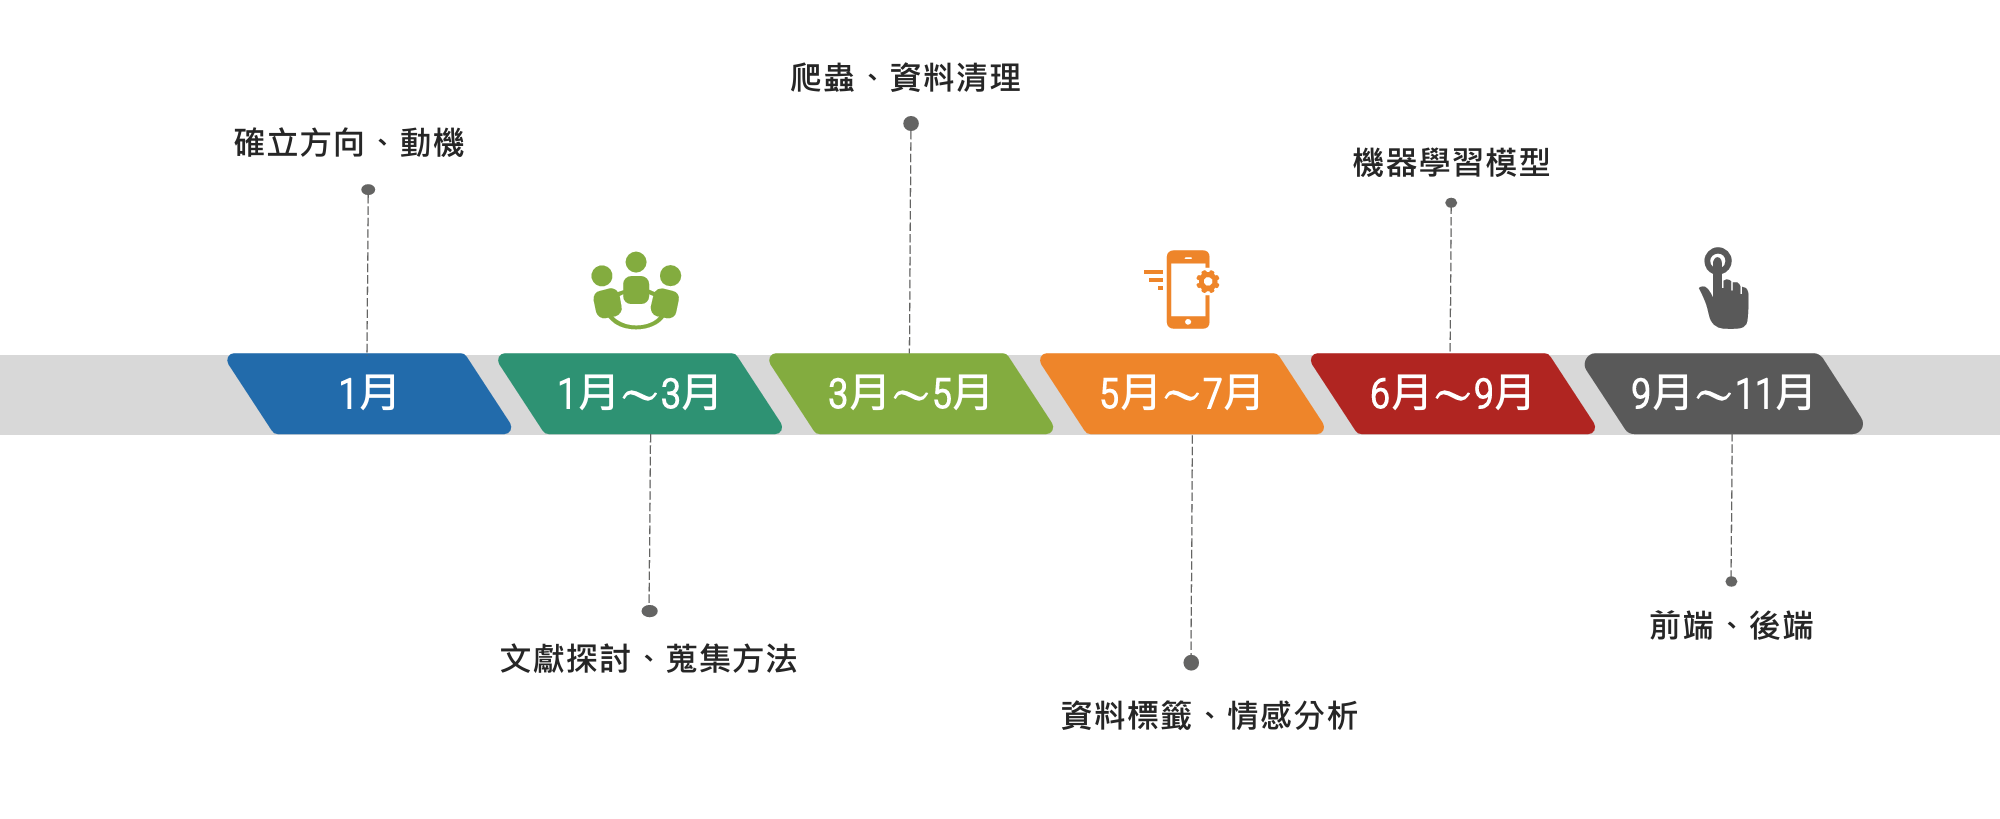 爬蟲、資料清理
確立方向、動機
機器學習模型
1月
1月～3月
3月～5月
5月～7月
6月～9月
9月～11月
前端、後端
文獻探討、蒐集方法
資料標籤、情感分析